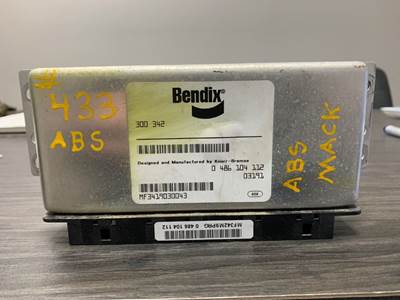 #433
ABS
Bendix
300 342
Designed and Manufactured by Knorr-Bremse
0 486 104 112
03191
MF3419030043
ABS
MACK
0 486 104 112